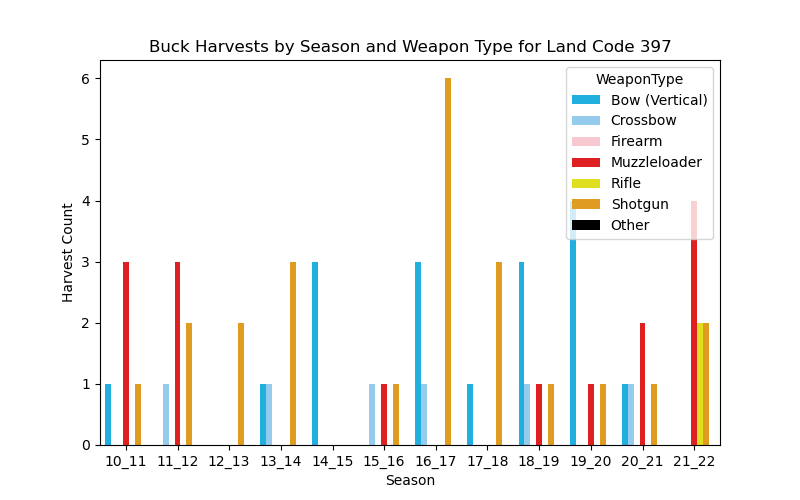 Buck Harvests by Season and Weapon Type for Land Code 397
WeaponType
Bow (Vertical)
Crossbow
Firearm
Muzzleloader
Rifle
Shotgun
Other
Harvest Count
6
5
4
3
2
1
0
10_11 11_12 12_13 13_14 14_15 15_16 16_17 17_18 18_19 19_20 20_21 21_22
Season